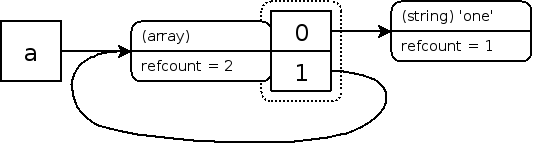 a
(array)
refcount = 2
0
1
(string) 'one'
refcount = 1